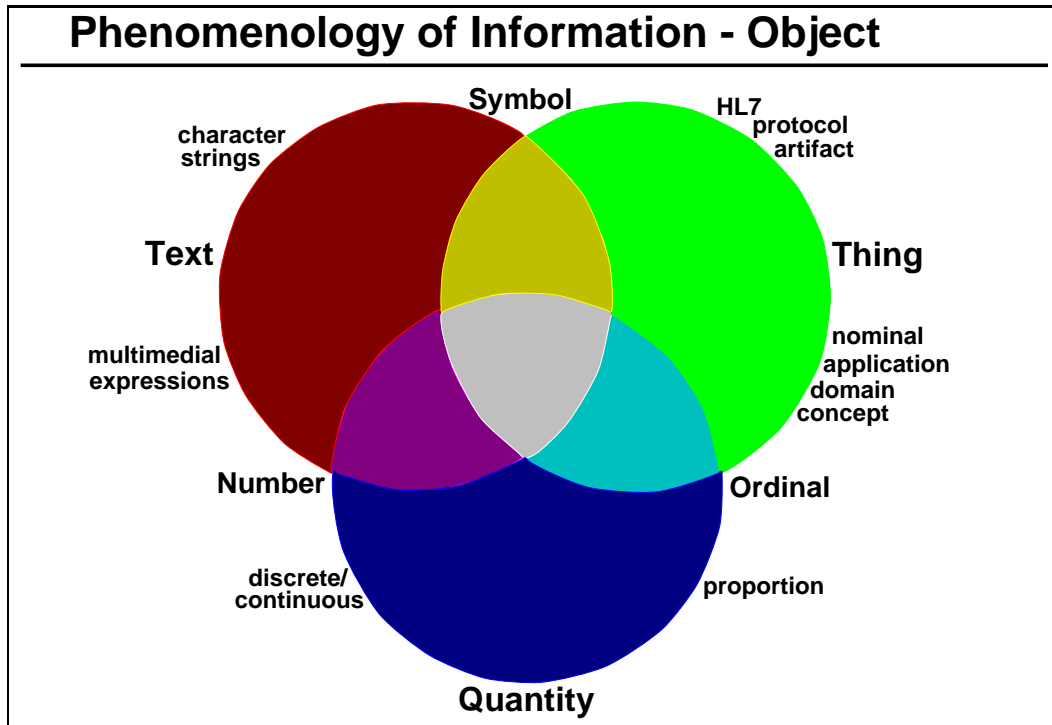 Phenomenology of Information - Object
Symbol
HL7
protocol
artifact
character
strings
Text
Thing
multimedial
expressions
nominal
application
domain
concept
Number
Ordinal
discrete/
continuous
proportion
Quantity